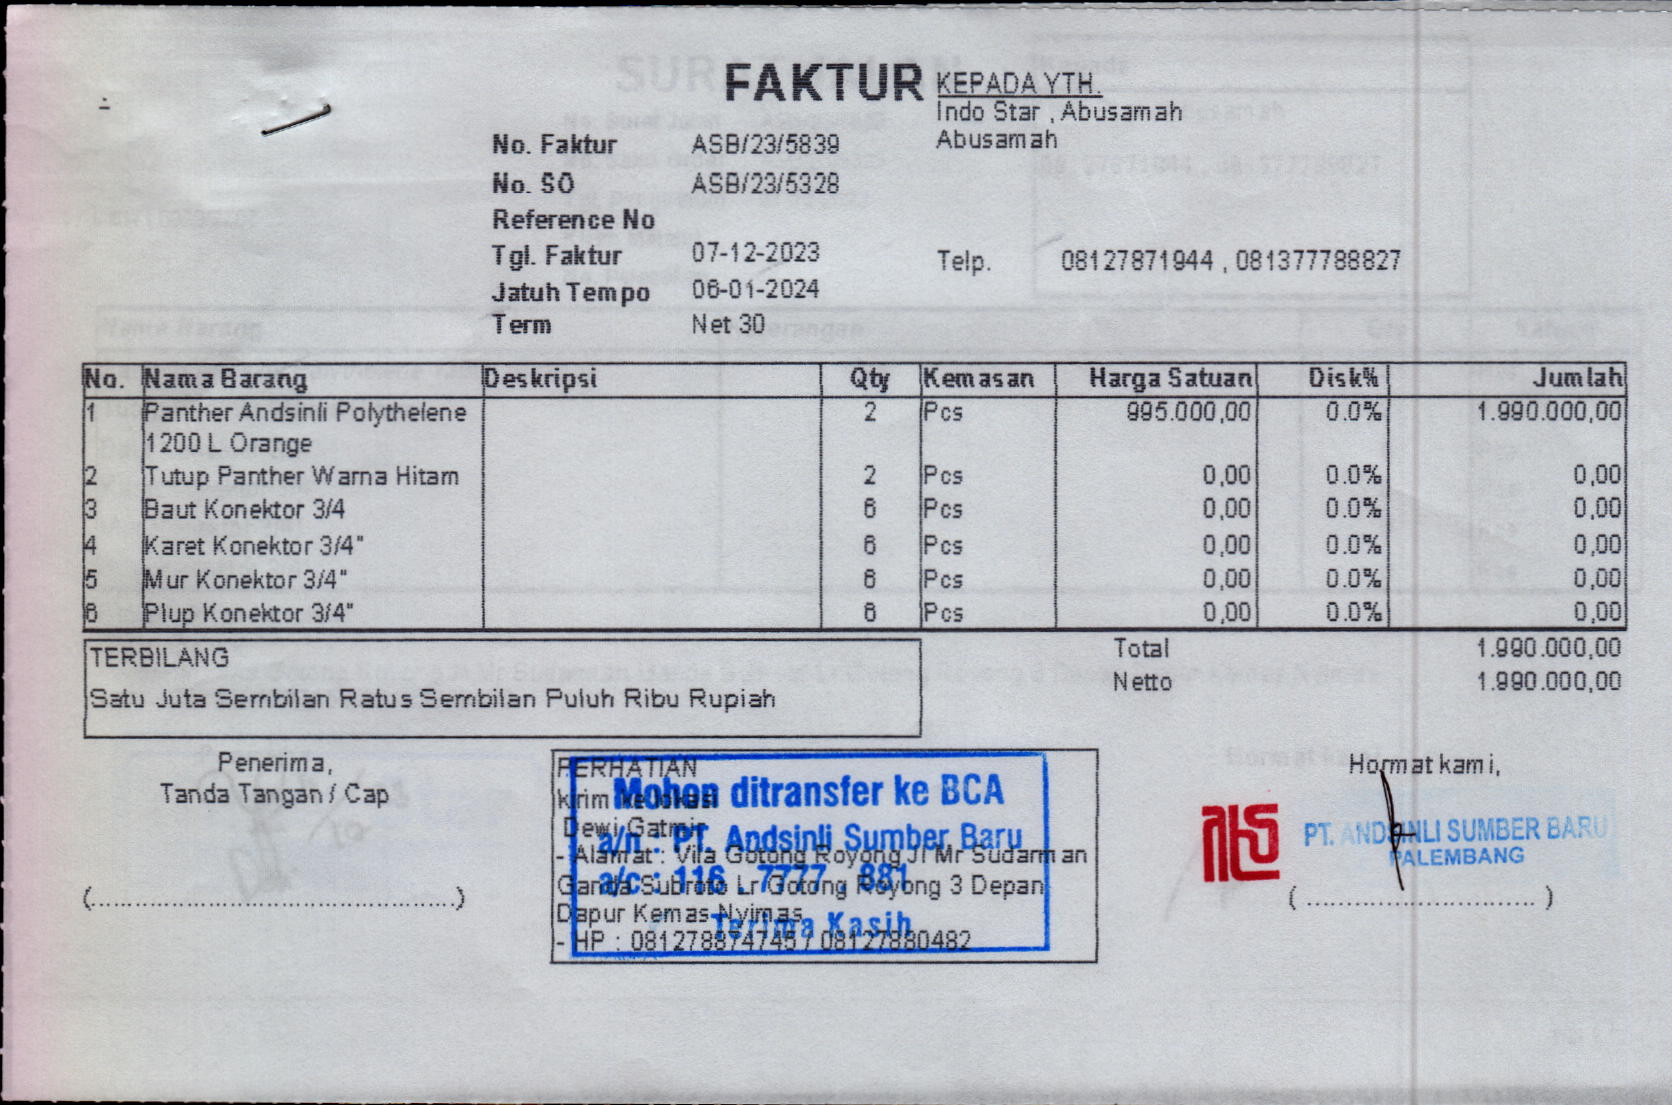 FAKTUR
KEPADA YTH.
Indo Star , Abusamah
Abusamah
No. Faktur ASB/23/5839
No. SO ASB/23/5328
Reference No
Tgl. Faktur 07-12-2023
Telp. 08127871944 , 081377788827
Jatuh Tempo 06-01-2024
Term Net 30
No. Nama Barang Deskripsi Qty Kemasan Harga Satuan Disk% Jumlah
1 Panther Andsinli Polythelene 2 Pcs 995.000,00 0.0% 1.990.000,00
1200 L Orange
2 Tutup Panther Warna Hitam 2 Pcs 0,00 0.0% 0,00
3 Baut Konektor 3/4 6 Pcs 0,00 0.0% 0,00
4 Karet Konektor 3/4" 6 Pcs 0,00 0.0% 0,00
5 Mur Konektor 3/4" 6 Pcs 0,00 0.0% 0,00
6 Plup Konektor 3/4" 6 Pcs 0,00 0.0% 0,00
TERBILANG
Satu Juta Sembilan Ratus Sembilan Puluh Ribu Rupiah
Total 1.990.000,00
Netto 1.990.000,00
Penerima,
Tanda Tangan / Cap
(......................................................)
PERHATIAN
kirim ke lokasi
Dewi Gatmir
- Alamat : Vila Gotong Royong Jl Mr Sudarman
Ganda Subroto Lr Gotong Royong 3 Depan
Dapur Kemas Nyimas
- HP : / 08127880482
Mohon ditransfer ke BCA
a/n : PT. Andsinli Sumber Baru
a/c : 116 . 7777 . 881
Terima Kasih
Hormat kami,
PT. ANDSINLI SUMBER BARU
PALEMBANG
( .................................. )